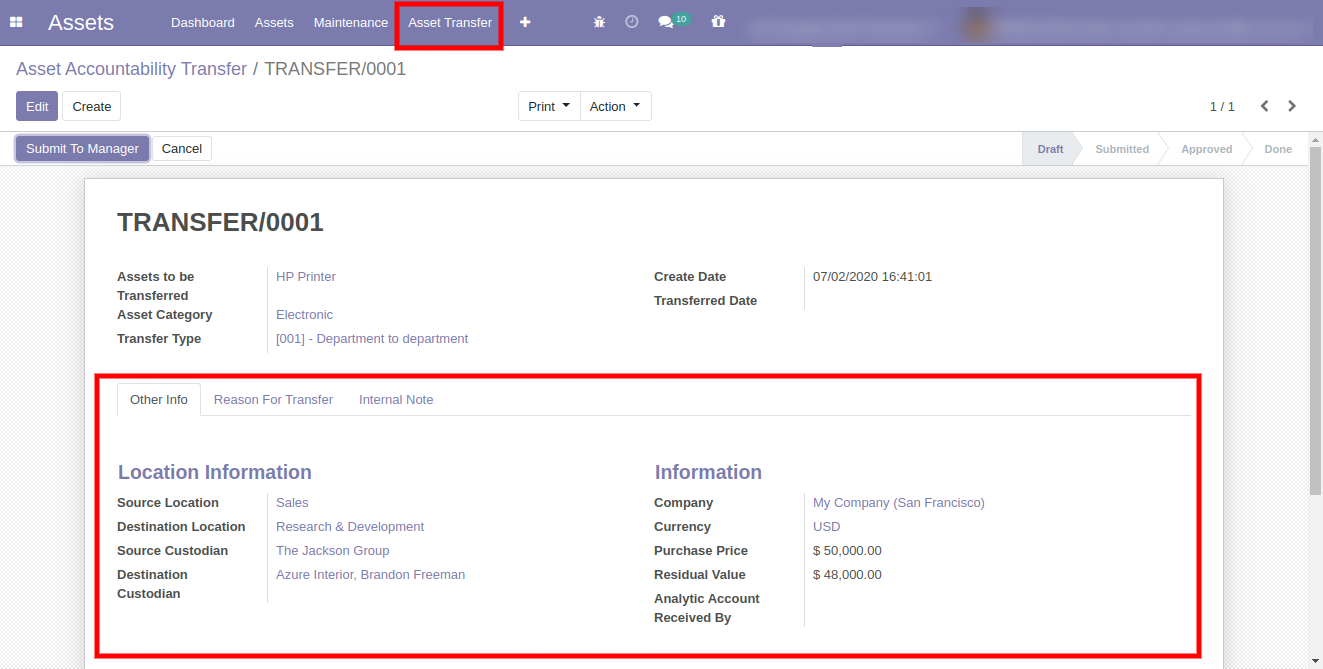 Assets Dashboard Assets Maintenance Asset Transfer 10
Asset Accountability Transfer / TRANSFER/0001
Edit Create Print Action 1 / 1
Submit To Manager Cancel Draft Submitted Approved Done
TRANSFER/0001
Assets to be Transferred HP Printer
Asset Category Electronic
Transfer Type [001] - Department to department
Create Date 07/02/2020 16:41:01
Transferred Date
Other Info Reason For Transfer Internal Note
Location Information
Source Location Sales
Destination Location Research & Development
Source Custodian The Jackson Group
Destination Custodian Azure Interior, Brandon Freeman
Information
Company My Company (San Francisco)
Currency USD
Purchase Price $ 50,000.00
Residual Value $ 48,000.00
Analytic Account
Received By